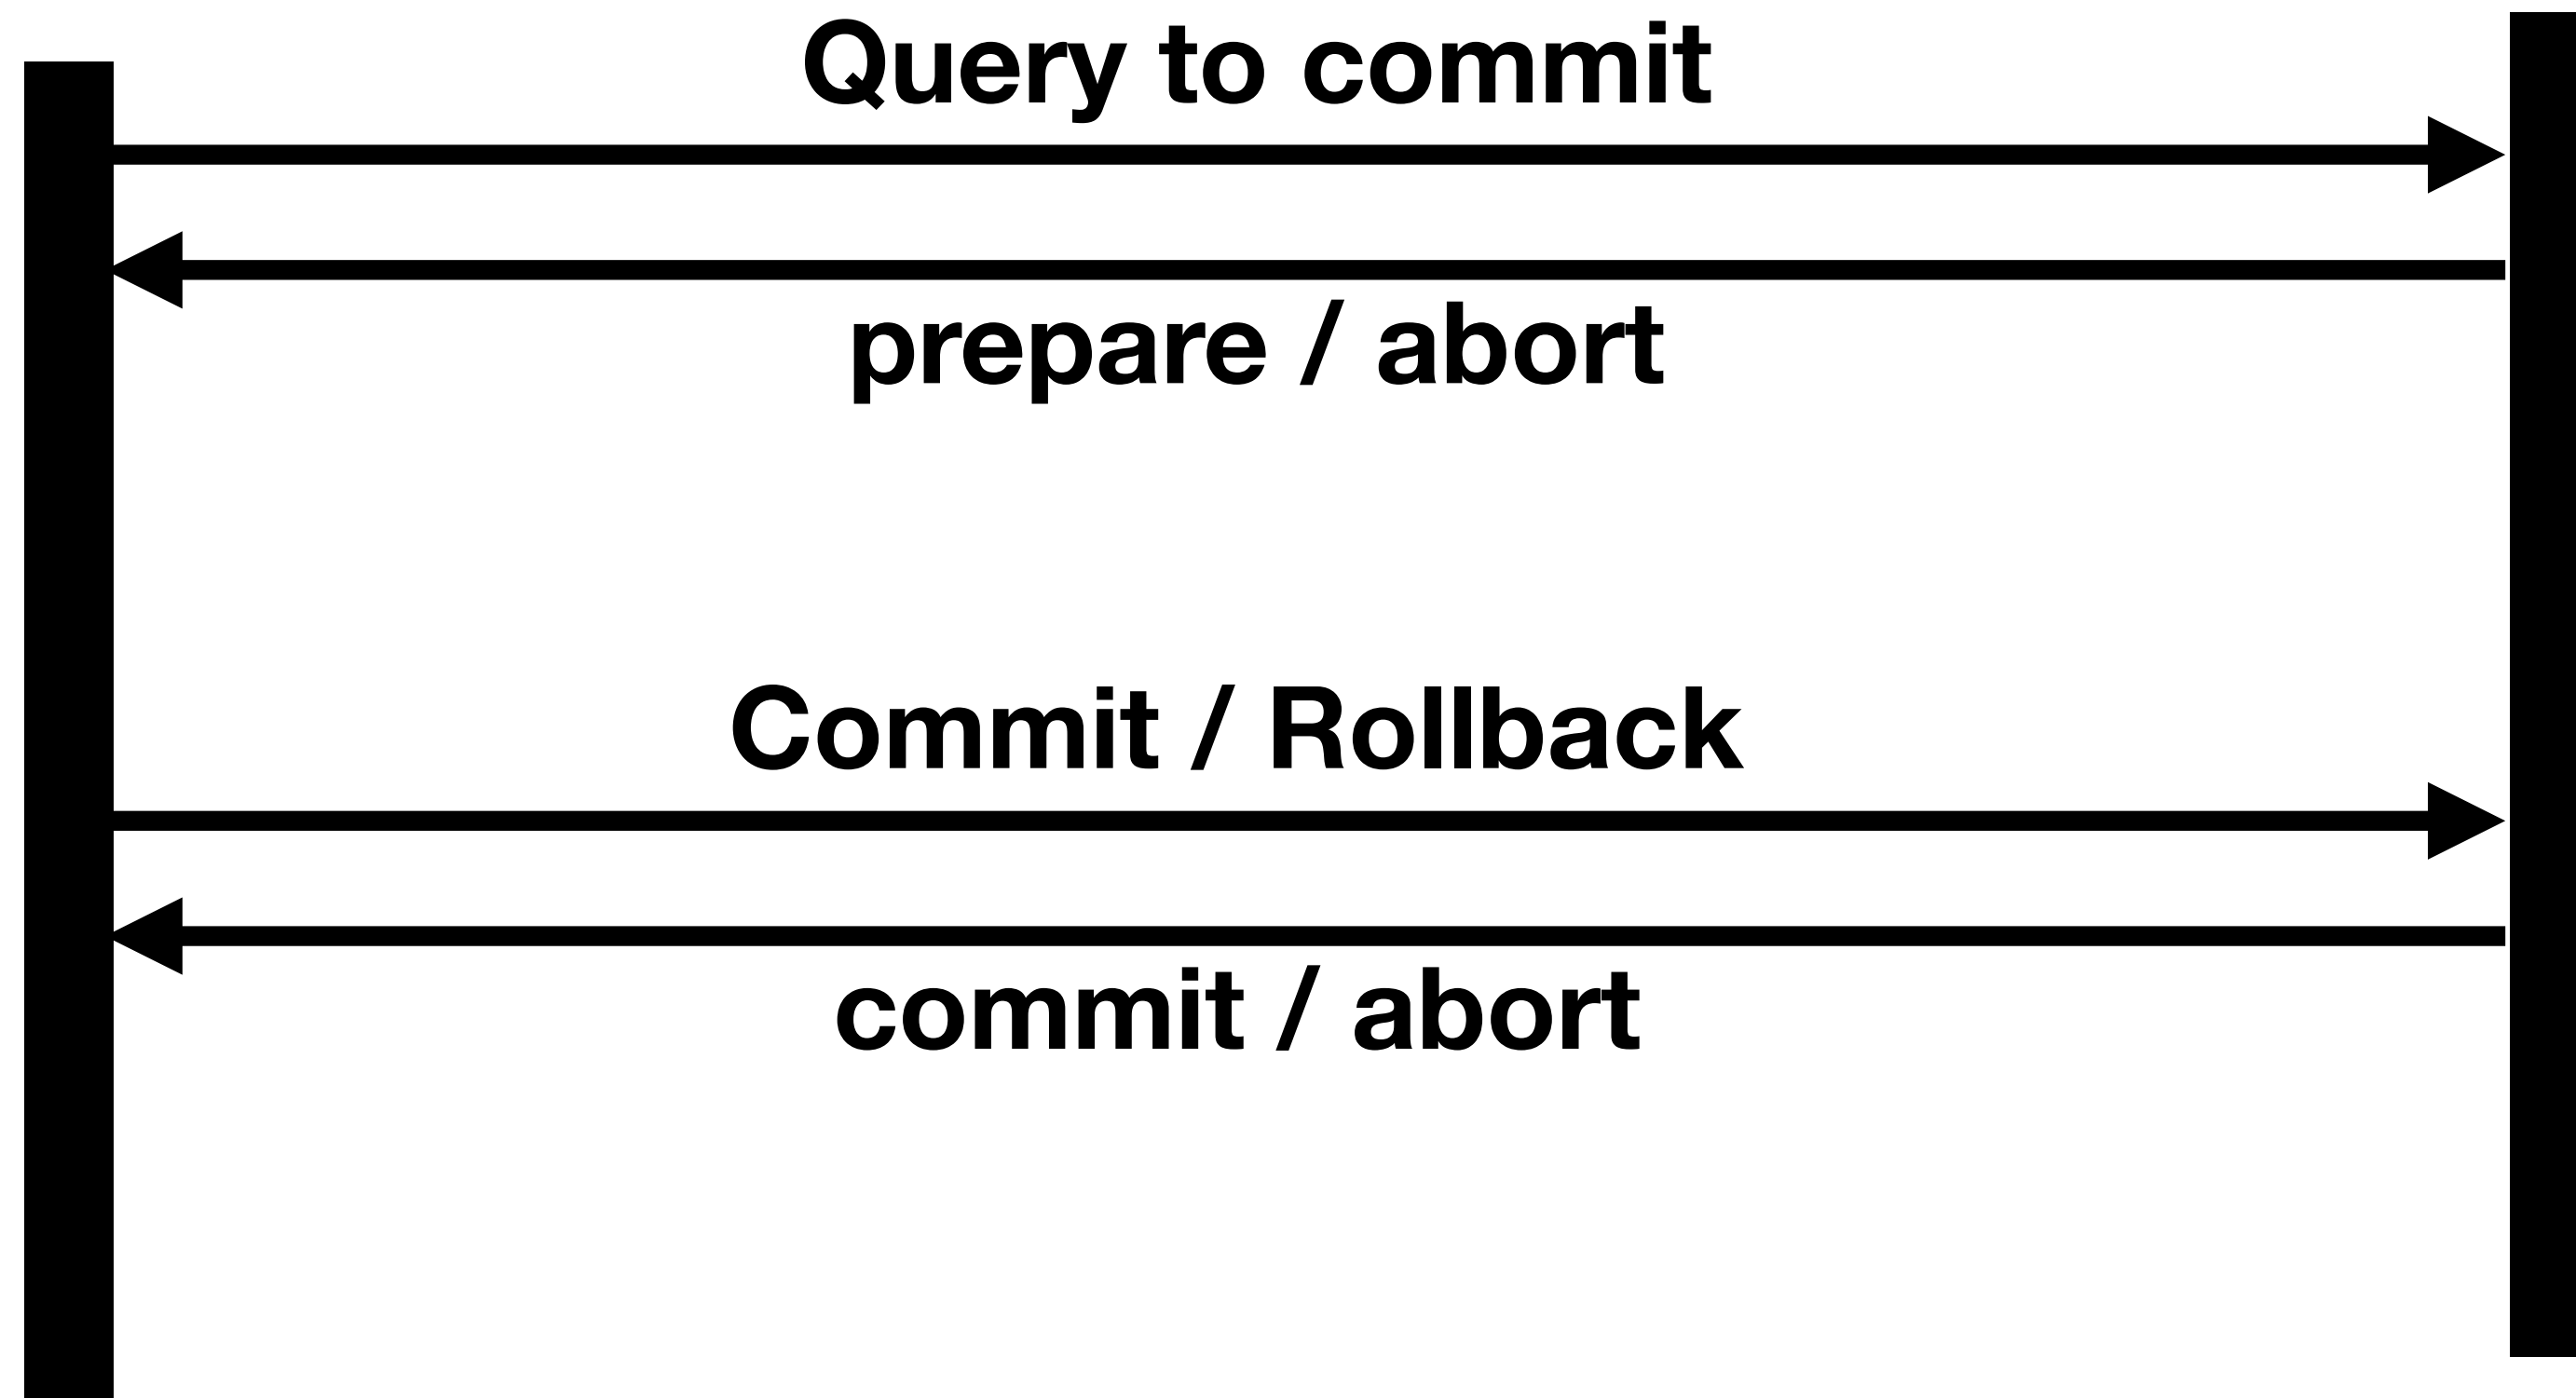 Query to commit
prepare / abort
Commit / Rollback
commit / abort